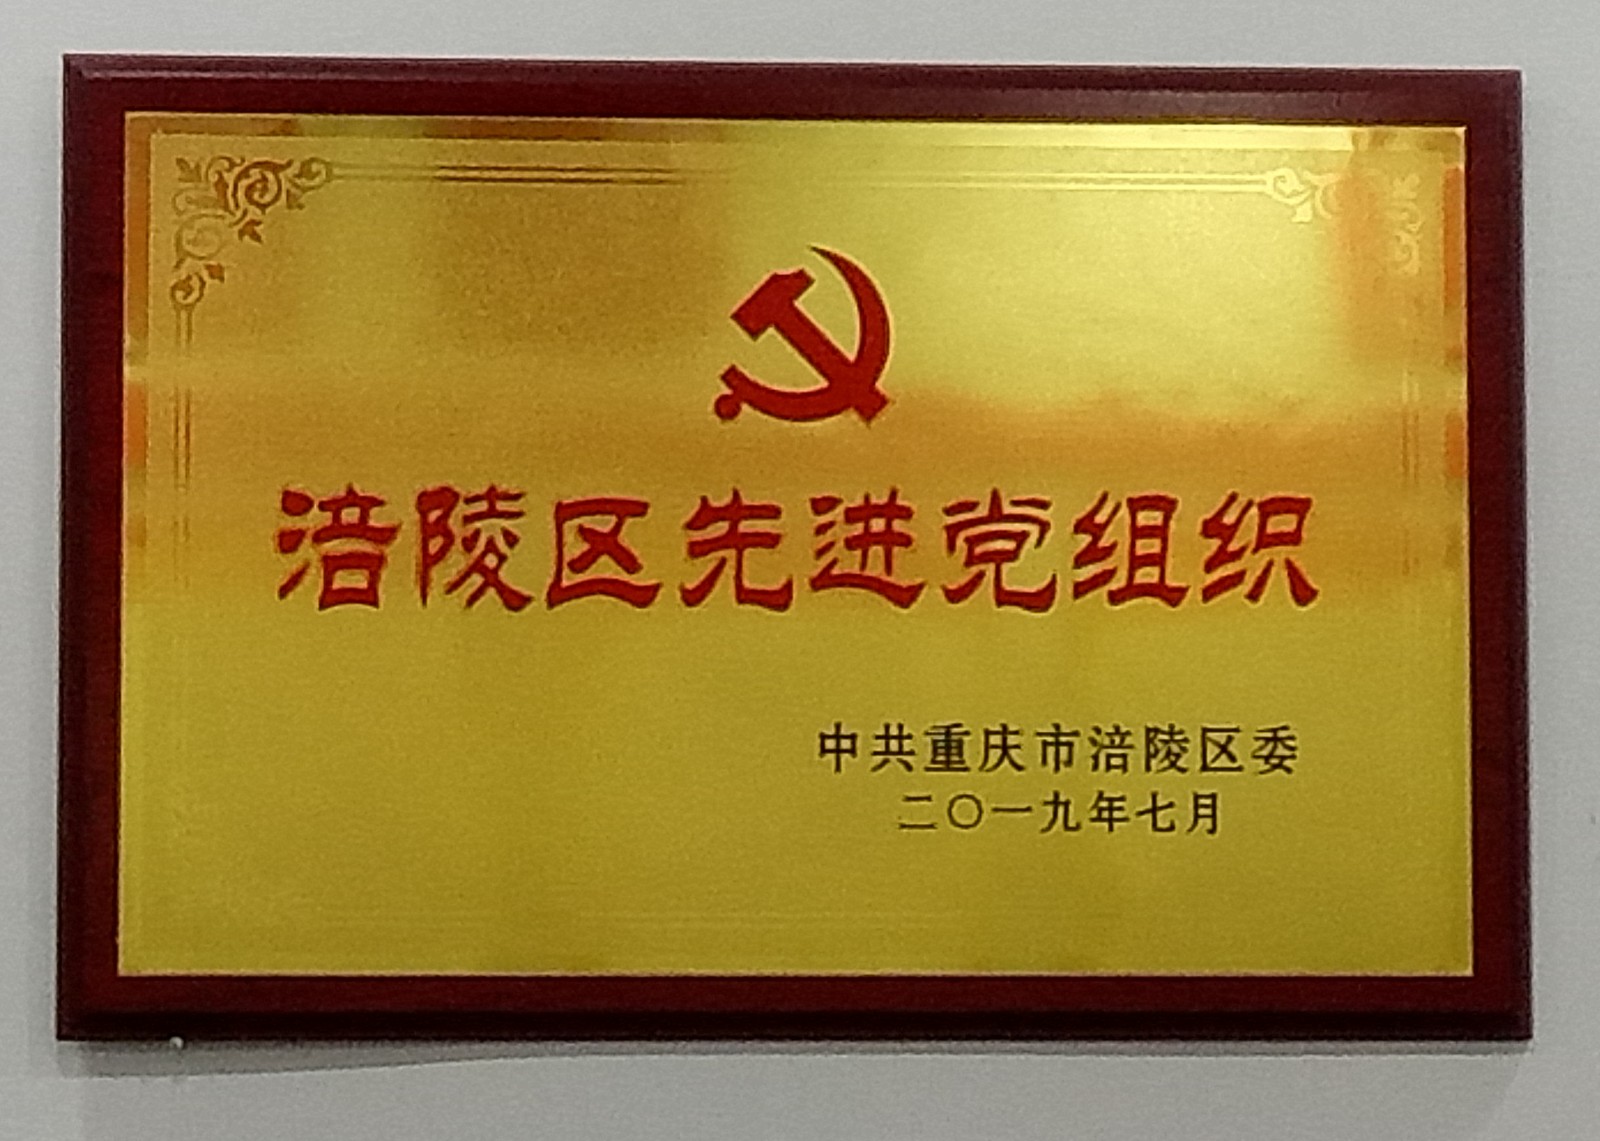 涪陵区先进党组织
中共重庆市涪陵区委
二〇一九年七月